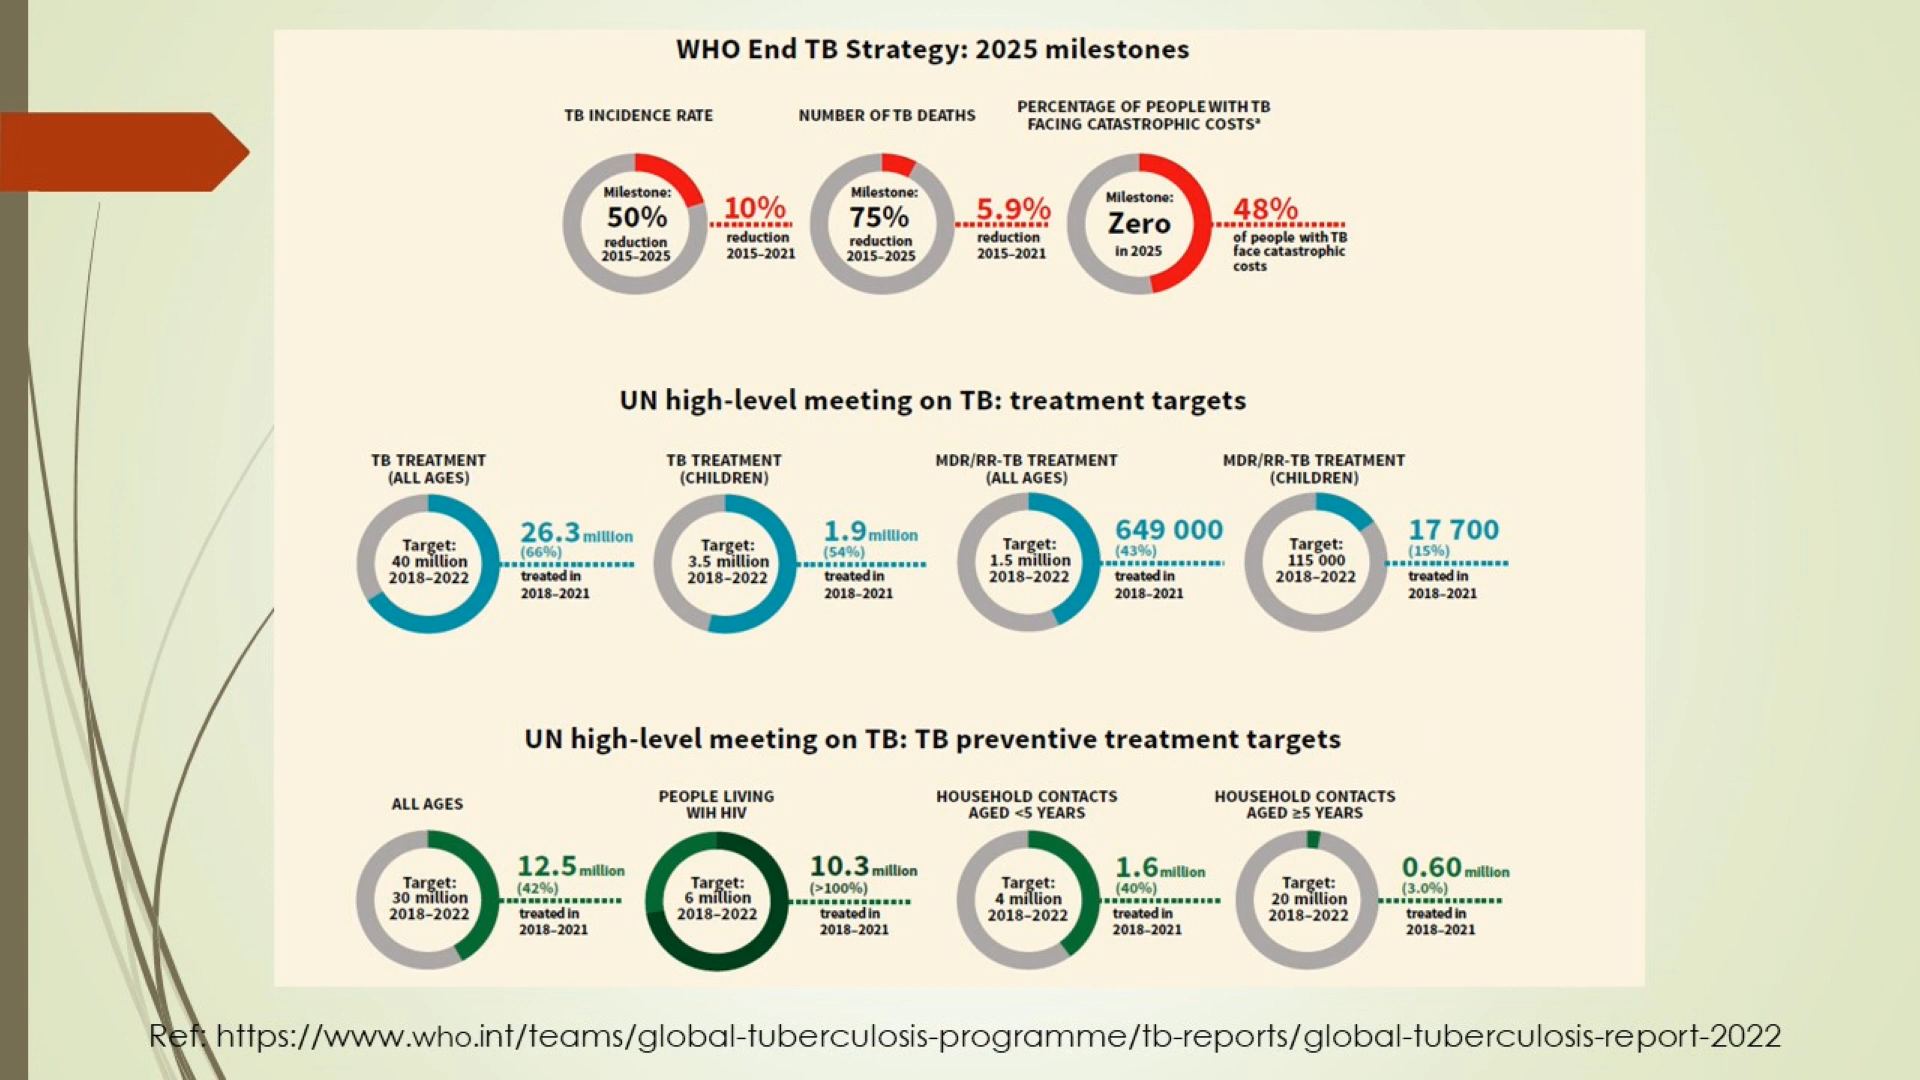 WHO End TB Strategy: 2025 milestones
TB INCIDENCE RATE
Milestone:
50%
reduction
2015–2025
10%
reduction
2015–2021
NUMBER OF TB DEATHS
Milestone:
75%
reduction
2015–2025
5.9%
reduction
2015–2021
PERCENTAGE OF PEOPLE WITH TB
FACING CATASTROPHIC COSTSª
Milestone:
Zero
in 2025
48%
of people with TB
face catastrophic
costs
UN high-level meeting on TB: treatment targets
TB TREATMENT
(ALL AGES)
Target:
40 million
2018–2022
26.3 million
(66%)
treated in
2018–2021
TB TREATMENT
(CHILDREN)
Target:
3.5 million
2018–2022
1.9 million
(54%)
treated in
2018–2021
MDR/RR-TB TREATMENT
(ALL AGES)
Target:
1.5 million
2018–2022
649 000
(43%)
treated in
2018–2021
MDR/RR-TB TREATMENT
(CHILDREN)
Target:
115 000
2018–2022
17 700
(15%)
treated in
2018–2021
UN high-level meeting on TB: TB preventive treatment targets
ALL AGES
Target:
30 million
2018–2022
12.5 million
(42%)
treated in
2018–2021
PEOPLE LIVING
WIH HIV
Target:
6 million
2018–2022
10.3 million
(>100%)
treated in
2018–2021
HOUSEHOLD CONTACTS
AGED <5 YEARS
Target:
4 million
2018–2022
1.6 million
(40%)
treated in
2018–2021
HOUSEHOLD CONTACTS
AGED ≥5 YEARS
Target:
20 million
2018–2022
0.60 million
(3.0%)
treated in
2018–2021
Ref: https://www.who.int/teams/global-tuberculosis-programme/tb-reports/global-tuberculosis-report-2022